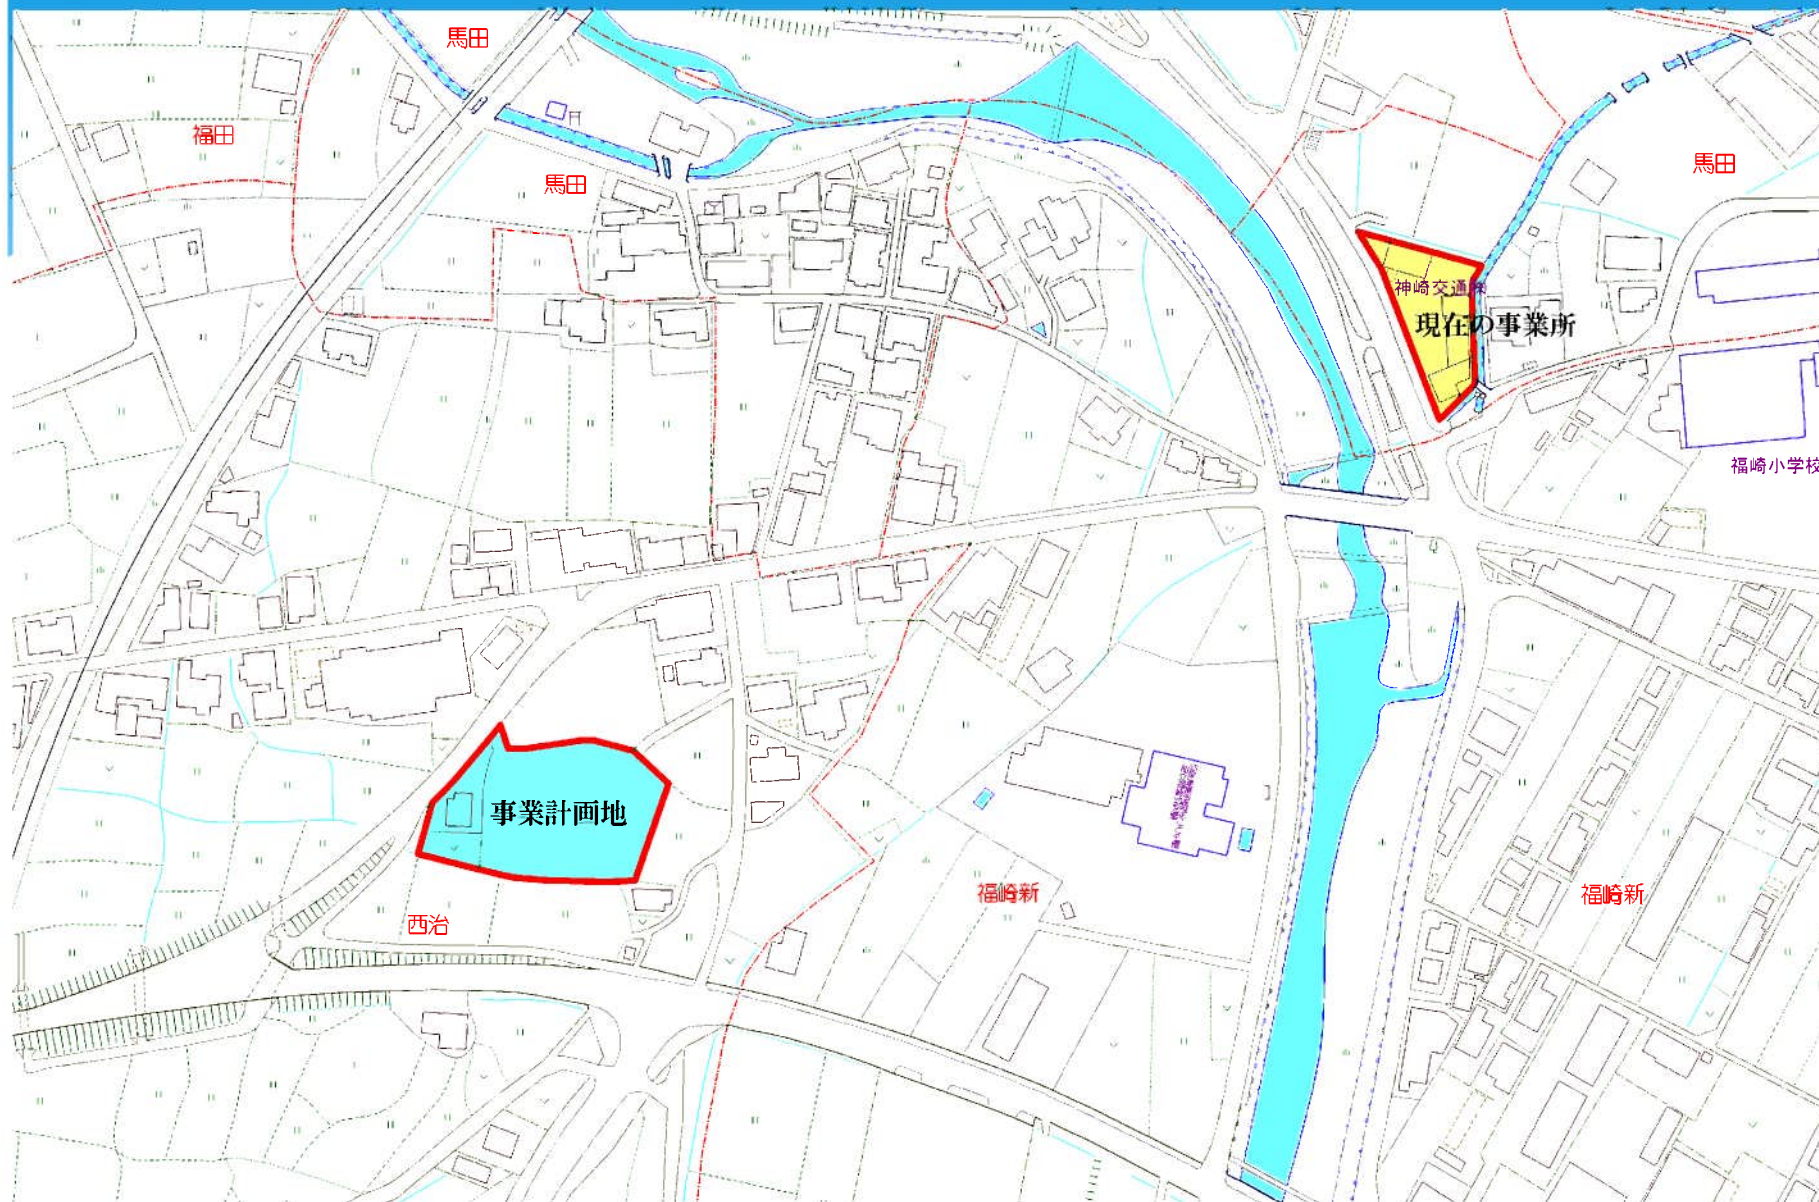 馬田
福田
馬田
馬田
神崎交通㈱
現在の事業所
福崎小学校
事業計画地
福崎新
福崎新
西治